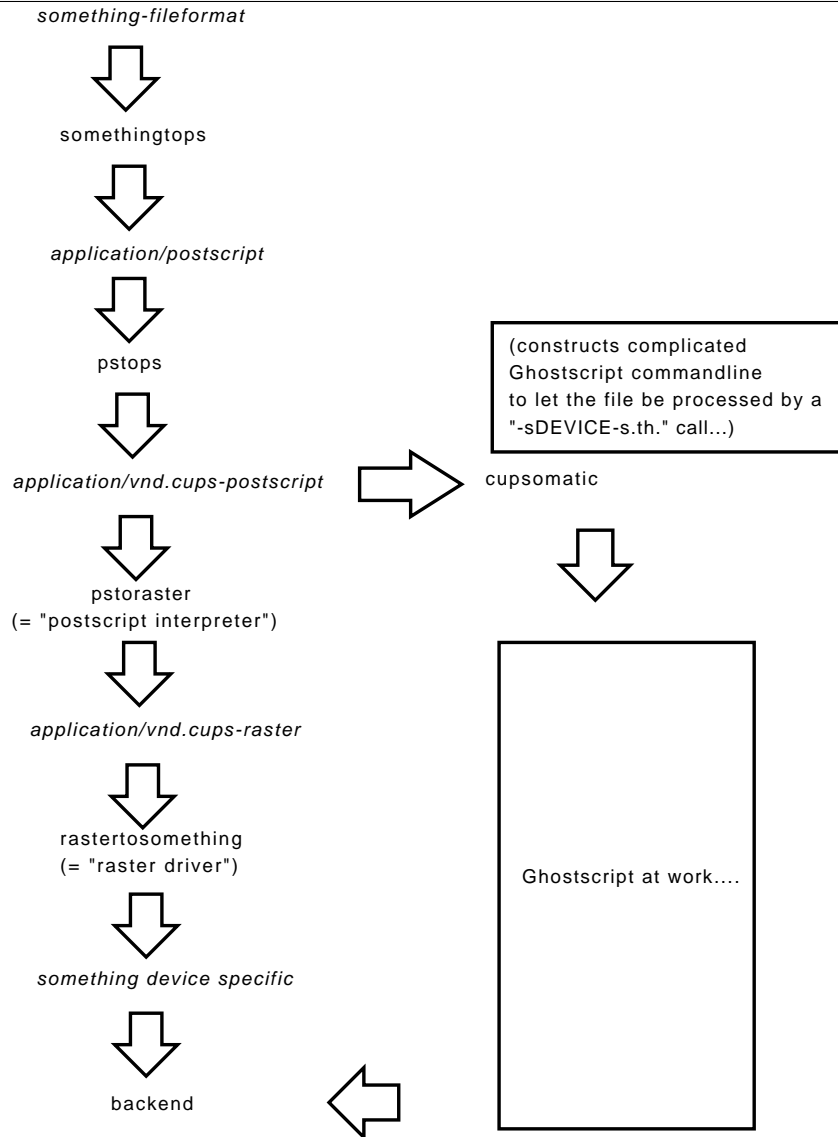 something-fileformat
somethingtops
application/postscript
pstops
(constructs complicated
Ghostscript commandline
to let the file be processed by a
"-sDEVICE-s.th." call...)
application/vnd.cups-postscript
cupsomatic
pstoraster
(= "postscript interpreter")
application/vnd.cups-raster
rastertosomething
(= "raster driver")
Ghostscript at work....
something device specific
backend